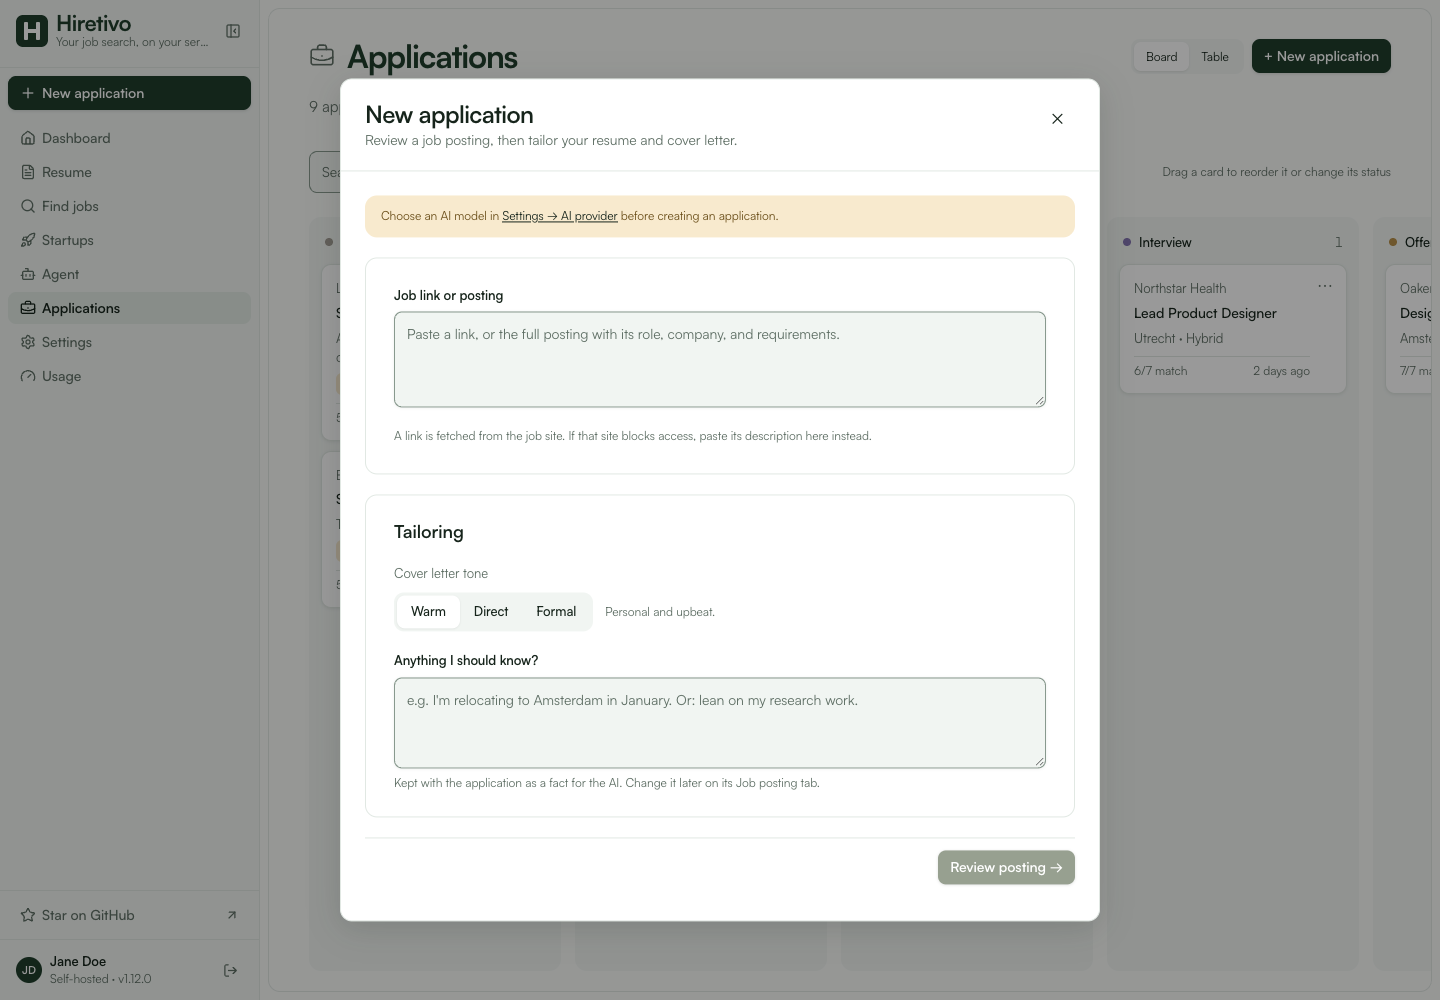 Hiretivo
Your job search, on your ser...
New application
Dashboard
Resume
Find jobs
Startups
Agent
Applications
Settings
Usage
Star on GitHub
JD
Jane Doe
Self-hosted · v1.12.0
Applications
Board
Table
+ New application
Drag a card to reorder it or change its status
Interview
1
Northstar Health
...
Lead Product Designer
Utrecht · Hybrid
6/7 match
2 days ago
7/7
New application
Review a job posting, then tailor your resume and cover letter.
Choose an AI model in Settings → AI provider before creating an application.
Job link or posting
Paste a link, or the full posting with its role, company, and requirements.
A link is fetched from the job site. If that site blocks access, paste its description here instead.
Tailoring
Cover letter tone
Warm
Direct
Formal
Personal and upbeat.
Anything I should know?
e.g. I'm relocating to Amsterdam in January. Or: lean on my research work.
Kept with the application as a fact for the AI. Change it later on its Job posting tab.
Review posting →